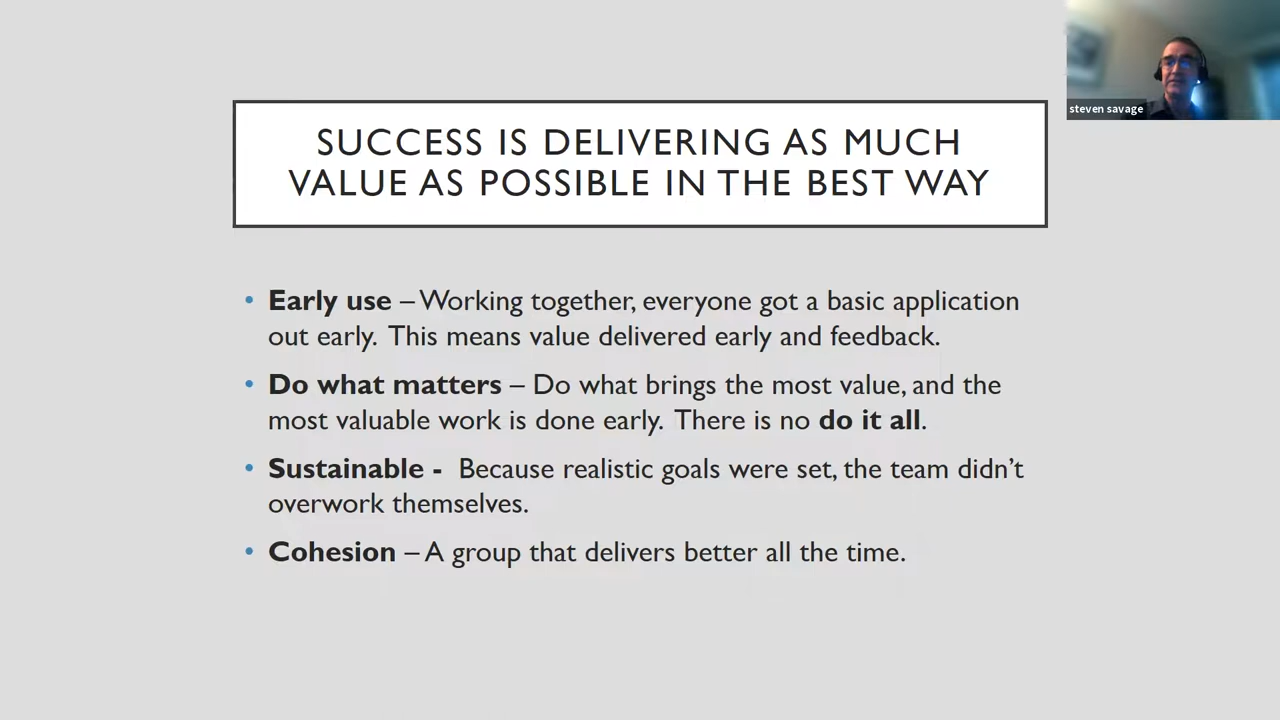 steven savage
SUCCESS IS DELIVERING AS MUCH
VALUE AS POSSIBLE IN THE BEST WAY
• Early use – Working together, everyone got a basic application
out early. This means value delivered early and feedback.
• Do what matters – Do what brings the most value, and the
most valuable work is done early. There is no do it all.
• Sustainable - Because realistic goals were set, the team didn't
overwork themselves.
• Cohesion – A group that delivers better all the time.